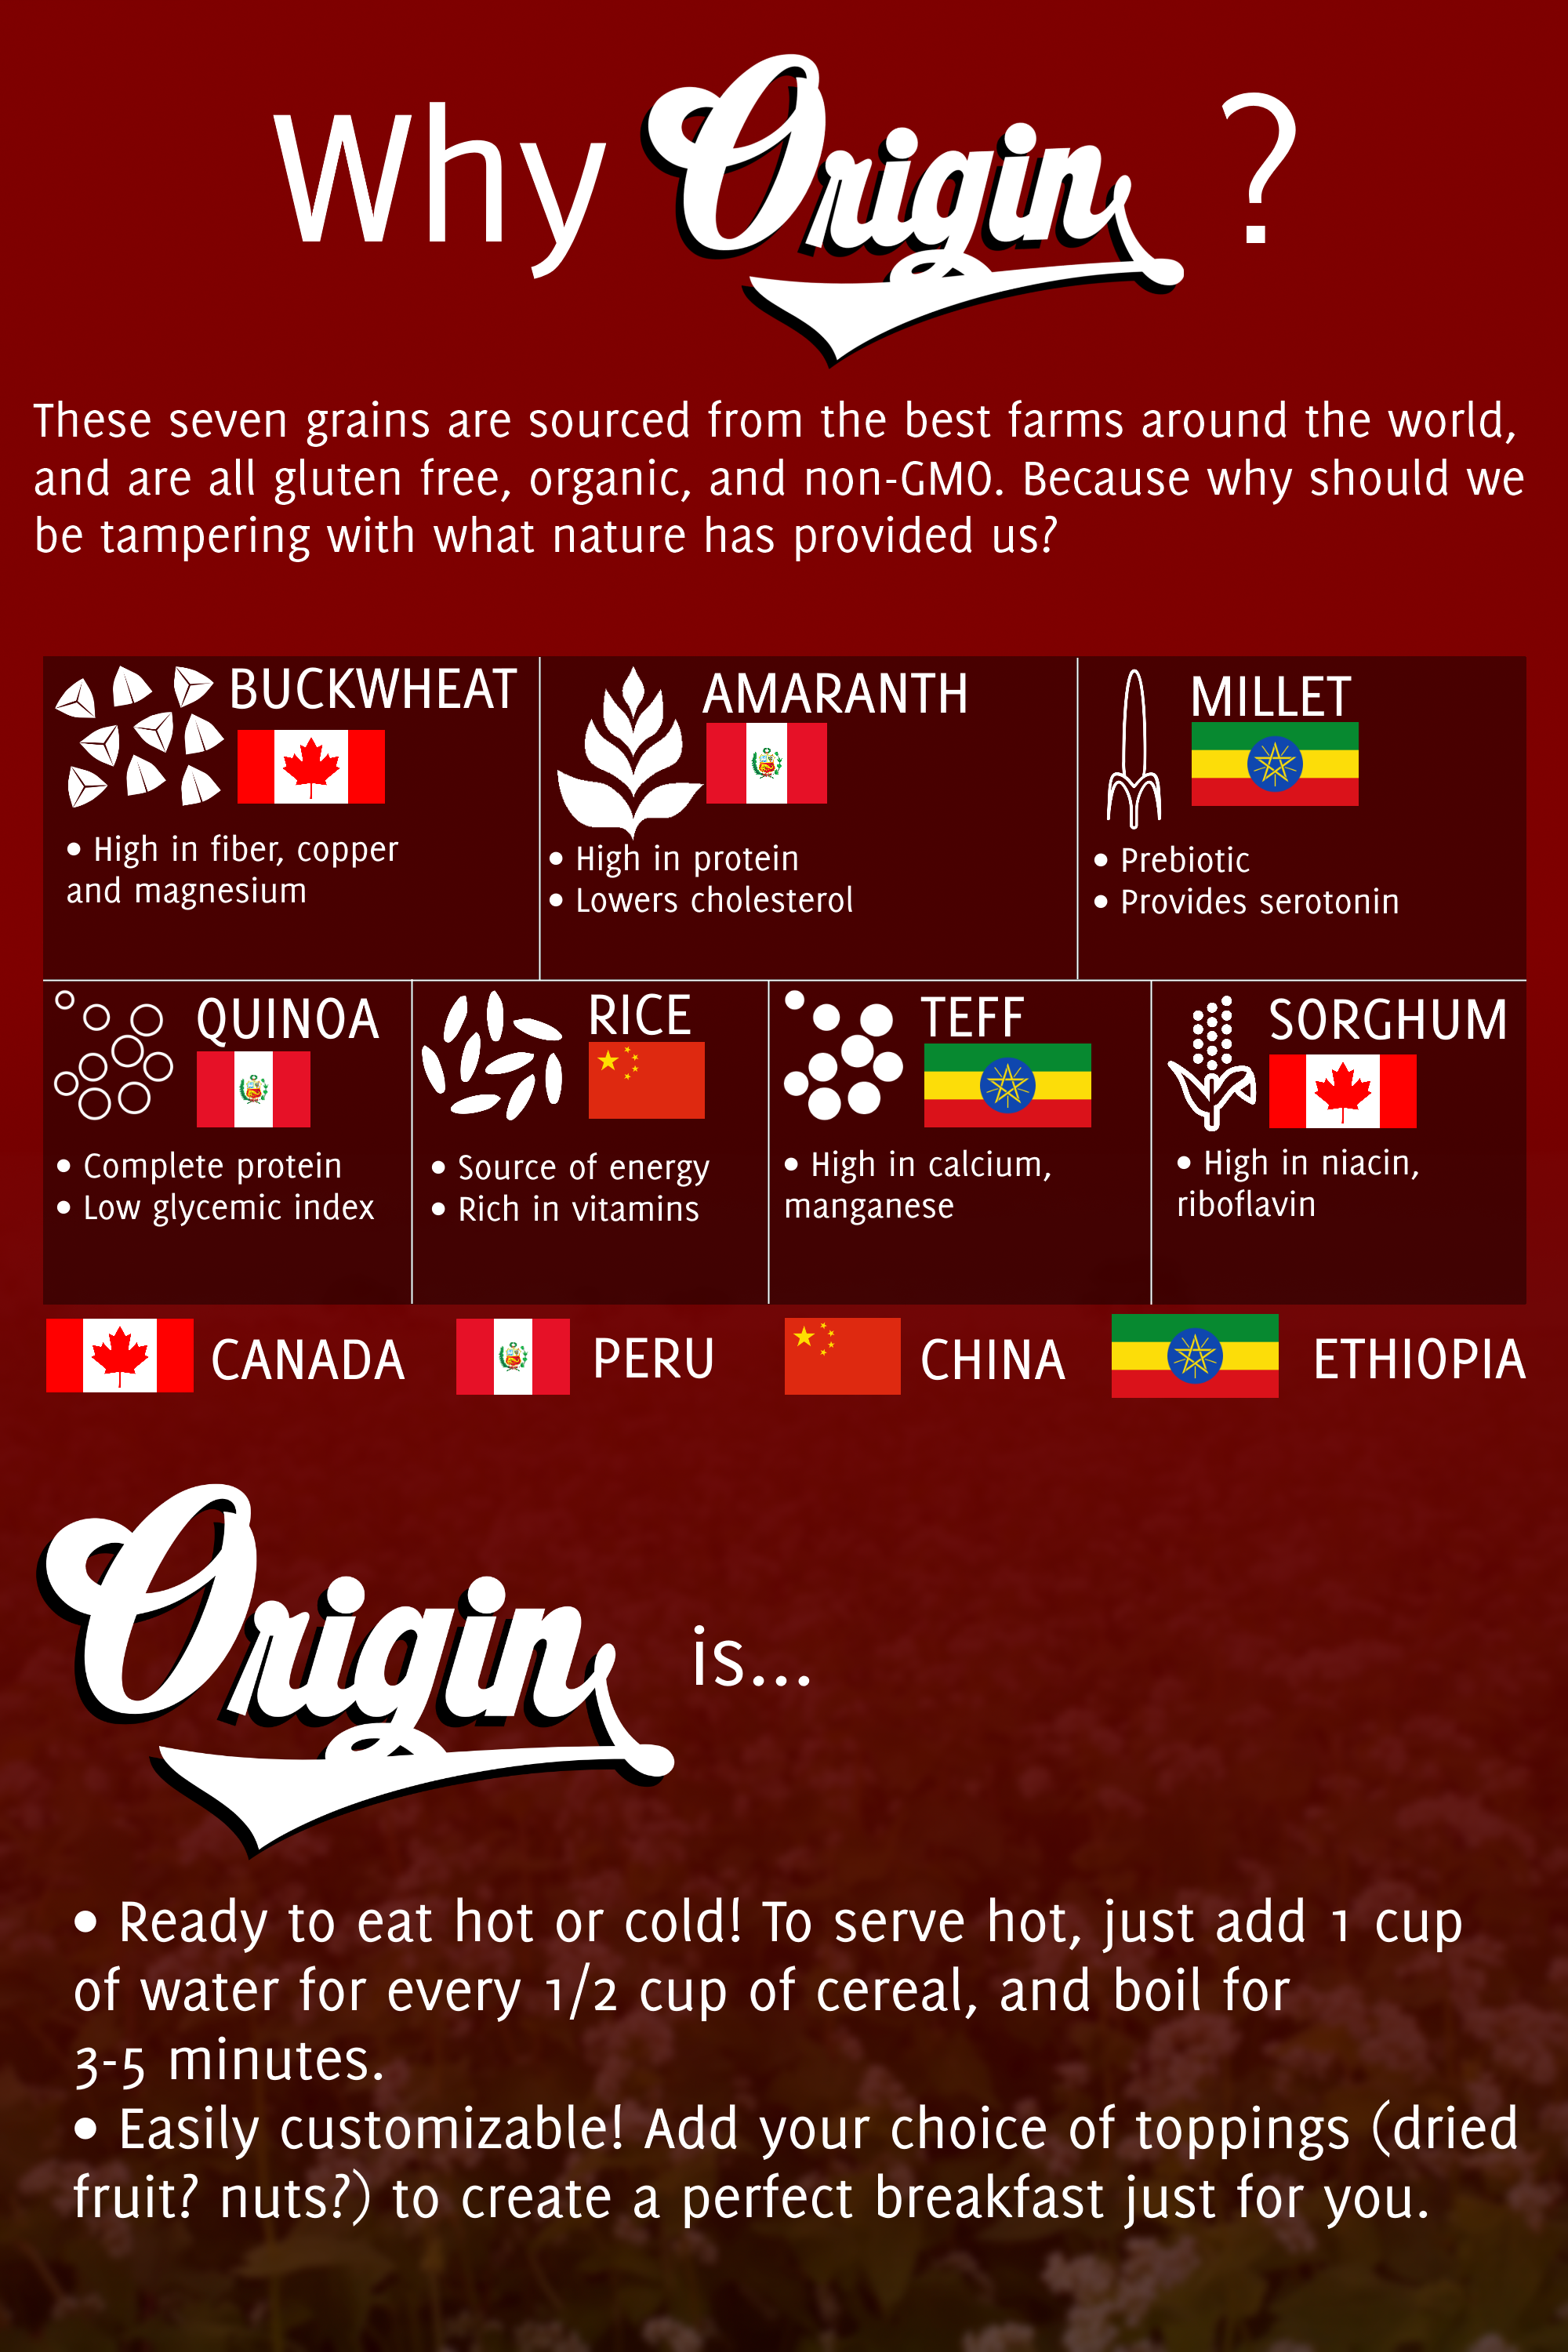 Why Origin ?
These seven grains are sourced from the best farms around the world,
and are all gluten free, organic, and non-GMO. Because why should we
be tampering with what nature has provided us?
BUCKWHEAT
• High in fiber, copper
and magnesium
AMARANTH
• High in protein
• Lowers cholesterol
MILLET
• Prebiotic
• Provides serotonin
QUINOA
• Complete protein
• Low glycemic index
RICE
• Source of energy
• Rich in vitamins
TEFF
• High in calcium,
manganese
SORGHUM
• High in niacin,
riboflavin
CANADA PERU CHINA ETHIOPIA
Origin is...
• Ready to eat hot or cold! To serve hot, just add 1 cup
of water for every 1/2 cup of cereal, and boil for
3-5 minutes.
• Easily customizable! Add your choice of toppings (dried
fruit? nuts?) to create a perfect breakfast just for you.